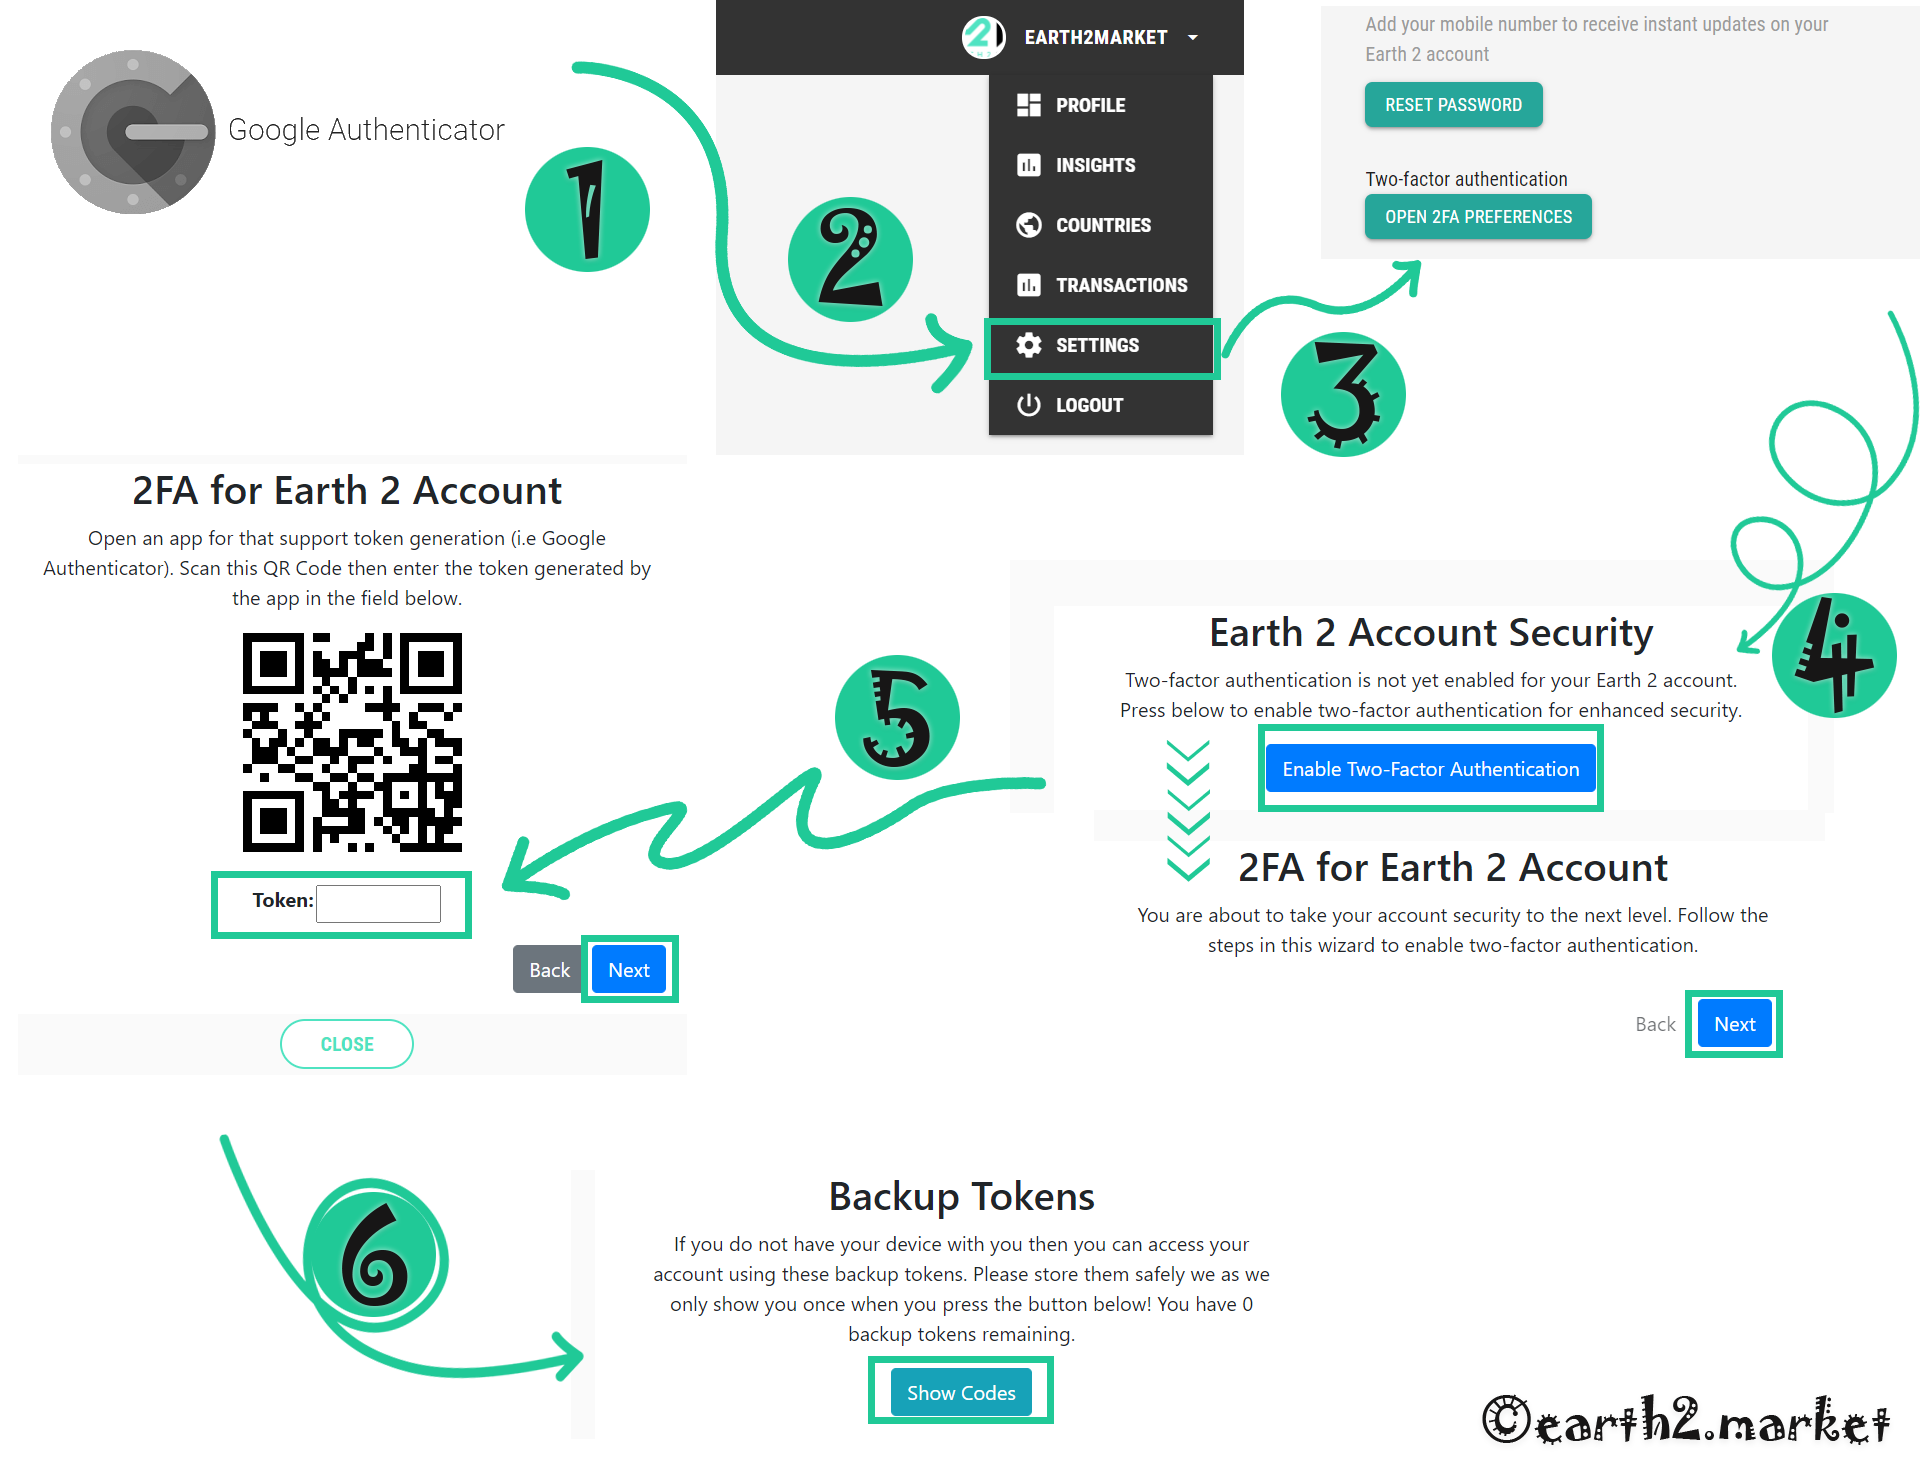 Google Authenticator
1
EARTH2MARKET
PROFILE
INSIGHTS
COUNTRIES
TRANSACTIONS
SETTINGS
LOGOUT
2
Add your mobile number to receive instant updates on your
Earth 2 account
RESET PASSWORD
Two-factor authentication
OPEN 2FA PREFERENCES
3
4
Earth 2 Account Security
Two-factor authentication is not yet enabled for your Earth 2 account.
Press below to enable two-factor authentication for enhanced security.
Enable Two-Factor Authentication
2FA for Earth 2 Account
You are about to take your account security to the next level. Follow the
steps in this wizard to enable two-factor authentication.
Back Next
5
2FA for Earth 2 Account
Open an app for that support token generation (i.e Google
Authenticator). Scan this QR Code then enter the token generated by
the app in the field below.
Token:
Back Next
CLOSE
6
Backup Tokens
If you do not have your device with you then you can access your
account using these backup tokens. Please store them safely we as we
only show you once when you press the button below! You have 0
backup tokens remaining.
Show Codes
©earth2.market